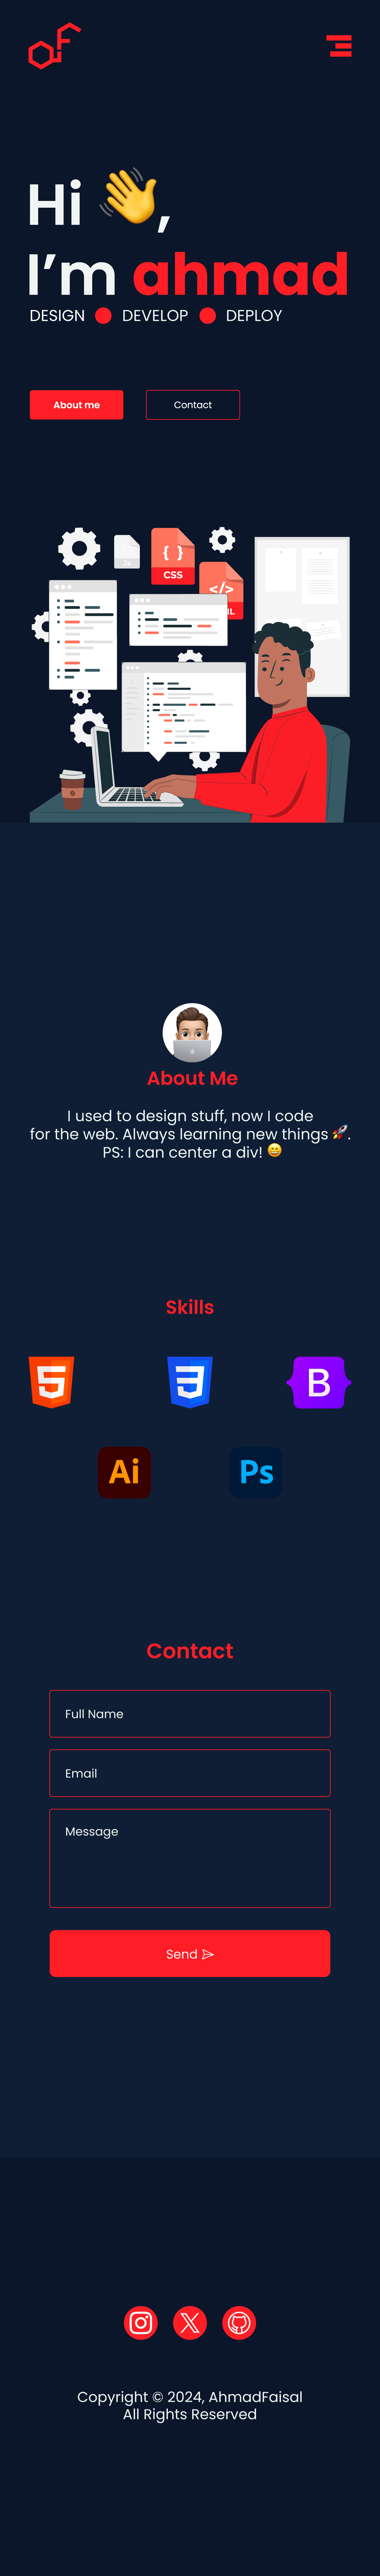 Hi 👋,
I’m ahmad
DESIGN DEVELOP DEPLOY
About me
Contact
{ }
CSS
</>
About Me
I used to design stuff, now I code
for the web. Always learning new things 🚀.
PS: I can center a div! 😄
Skills
5
3
B
Ai
Ps
Contact
Full Name
Email
Message
Send
Copyright © 2024, AhmadFaisal
All Rights Reserved